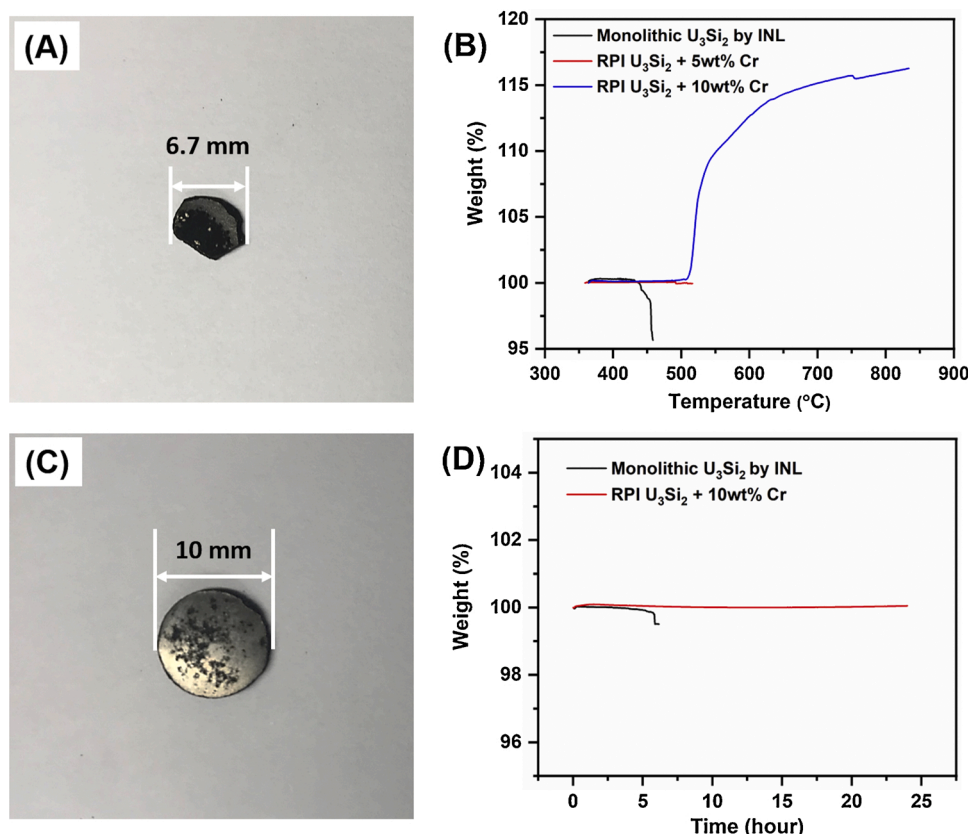 (A)
6.7 mm
(B)
Monolithic U₃Si₂ by INL
RPI U₃Si₂ + 5wt% Cr
RPI U₃Si₂ + 10wt% Cr
120
115
110
105
100
95
Weight (%)
300 400 500 600 700 800 900
Temperature (°C)
(C)
10 mm
(D)
Monolithic U₃Si₂ by INL
RPI U₃Si₂ + 10wt% Cr
104
102
100
98
96
Weight (%)
0 5 10 15 20 25
Time (hour)